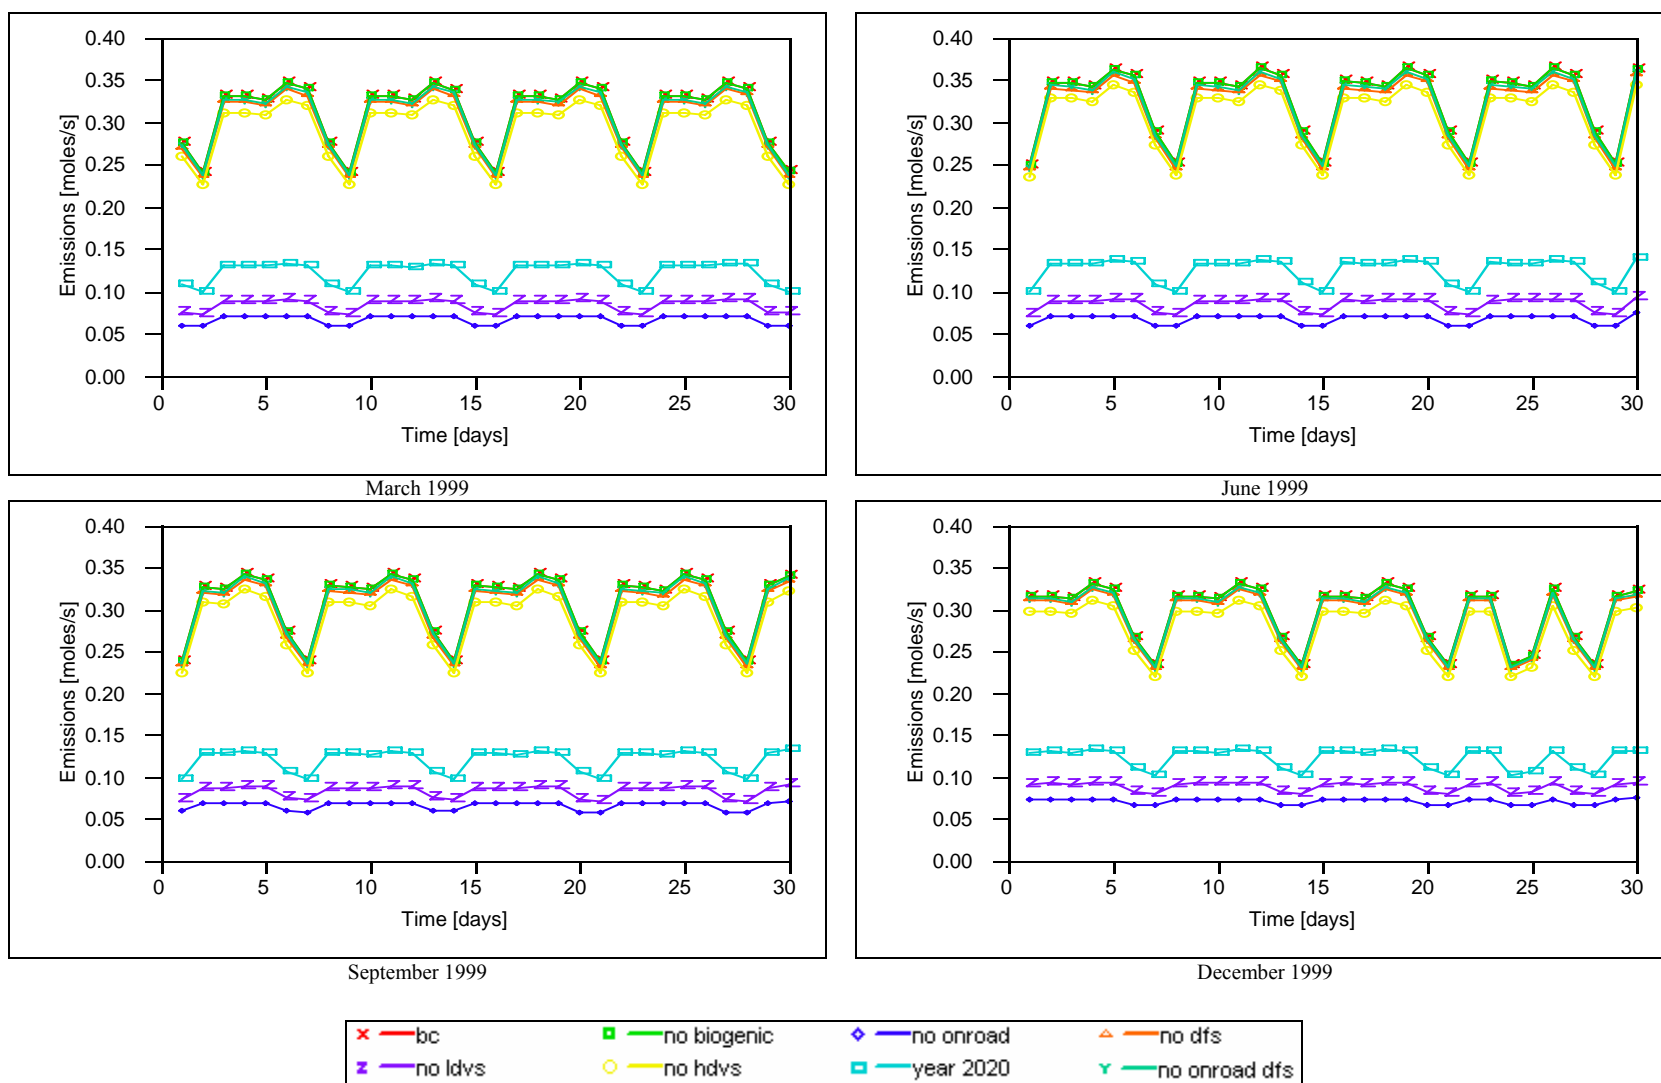 0.40
0.35
0.30
0.25
0.20
0.15
0.10
0.05
0.00
Emissions [moles/s]
0 5 10 15 20 25 30
Time [days]
March 1999
0.40
0.35
0.30
0.25
0.20
0.15
0.10
0.05
0.00
Emissions [moles/s]
0 5 10 15 20 25 30
Time [days]
June 1999
0.40
0.35
0.30
0.25
0.20
0.15
0.10
0.05
0.00
Emissions [moles/s]
0 5 10 15 20 25 30
Time [days]
September 1999
0.40
0.35
0.30
0.25
0.20
0.15
0.10
0.05
0.00
Emissions [moles/s]
0 5 10 15 20 25 30
Time [days]
December 1999
bc no biogenic no onroad no dfs
no ldvs no hdvs year 2020 no onroad dfs